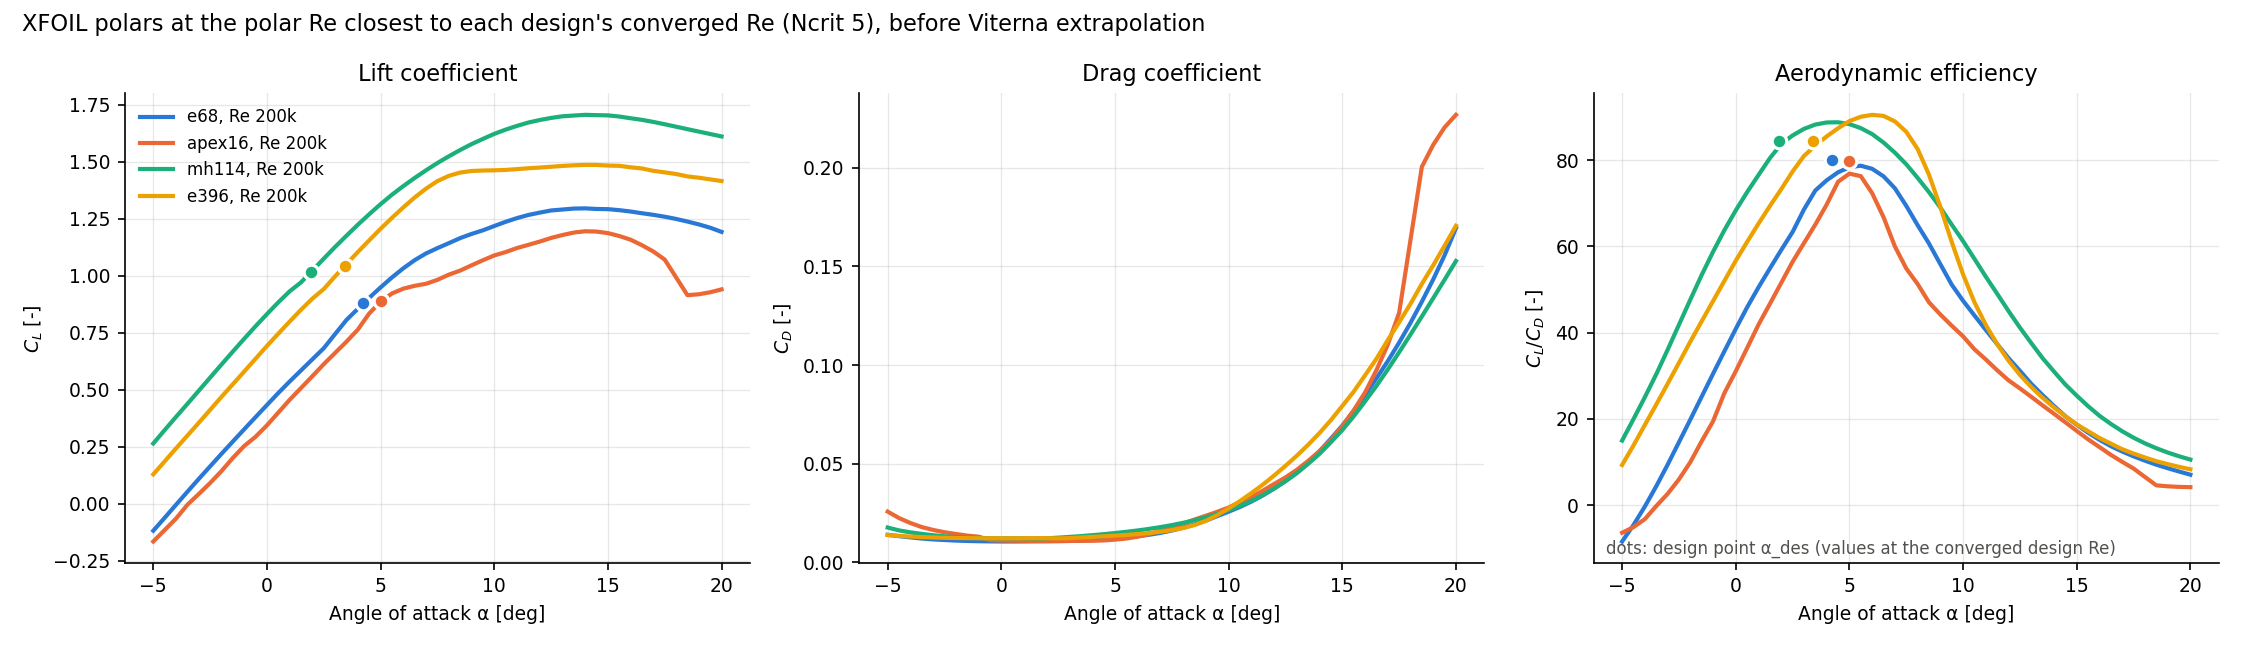 XFOIL polars at the polar Re closest to each design's converged Re (Ncrit 5), before Viterna extrapolation
Lift coefficient
1.75
1.50
1.25
1.00
0.75
0.50
0.25
0.00
−0.25
C_L [-]
e68, Re 200k
apex16, Re 200k
mh114, Re 200k
e396, Re 200k
−5 0 5 10 15 20
Angle of attack α [deg]
Drag coefficient
0.20
0.15
0.10
0.05
0.00
C_D [-]
−5 0 5 10 15 20
Angle of attack α [deg]
Aerodynamic efficiency
80
60
40
20
0
C_L/C_D [-]
dots: design point α_des (values at the converged design Re)
−5 0 5 10 15 20
Angle of attack α [deg]